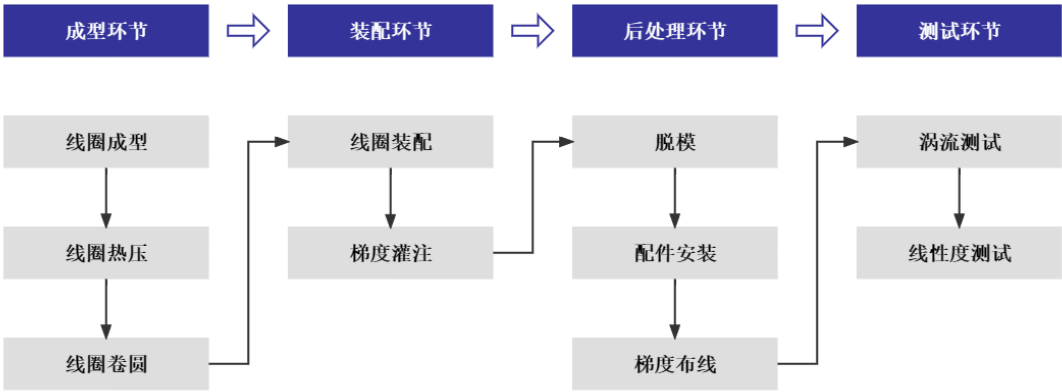 成型环节
装配环节
后处理环节
测试环节
线圈成型
线圈装配
脱模
涡流测试
线圈热压
梯度灌注
配件安装
线性度测试
线圈卷圆
梯度布线